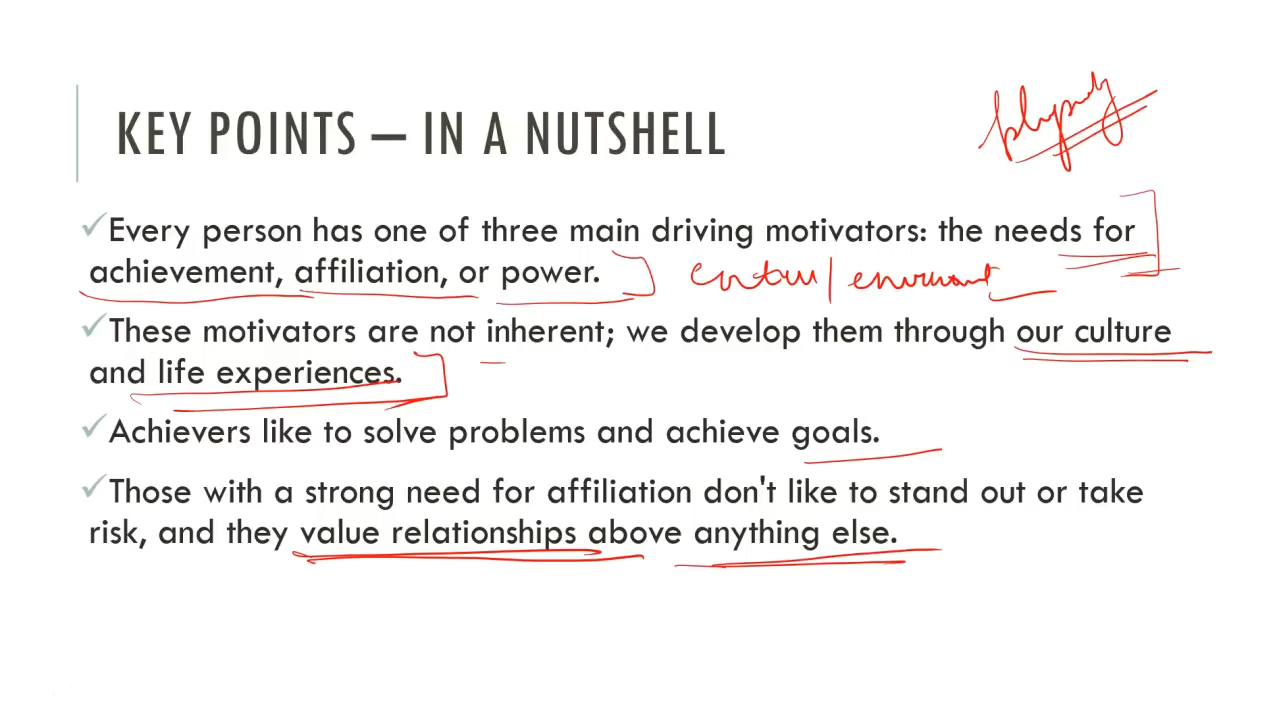 KEY POINTS – IN A NUTSHELL
✓Every person has one of three main driving motivators: the needs for
achievement, affiliation, or power.
✓These motivators are not inherent; we develop them through our culture
and life experiences.
✓Achievers like to solve problems and achieve goals.
✓Those with a strong need for affiliation don't like to stand out or take
risk, and they value relationships above anything else.